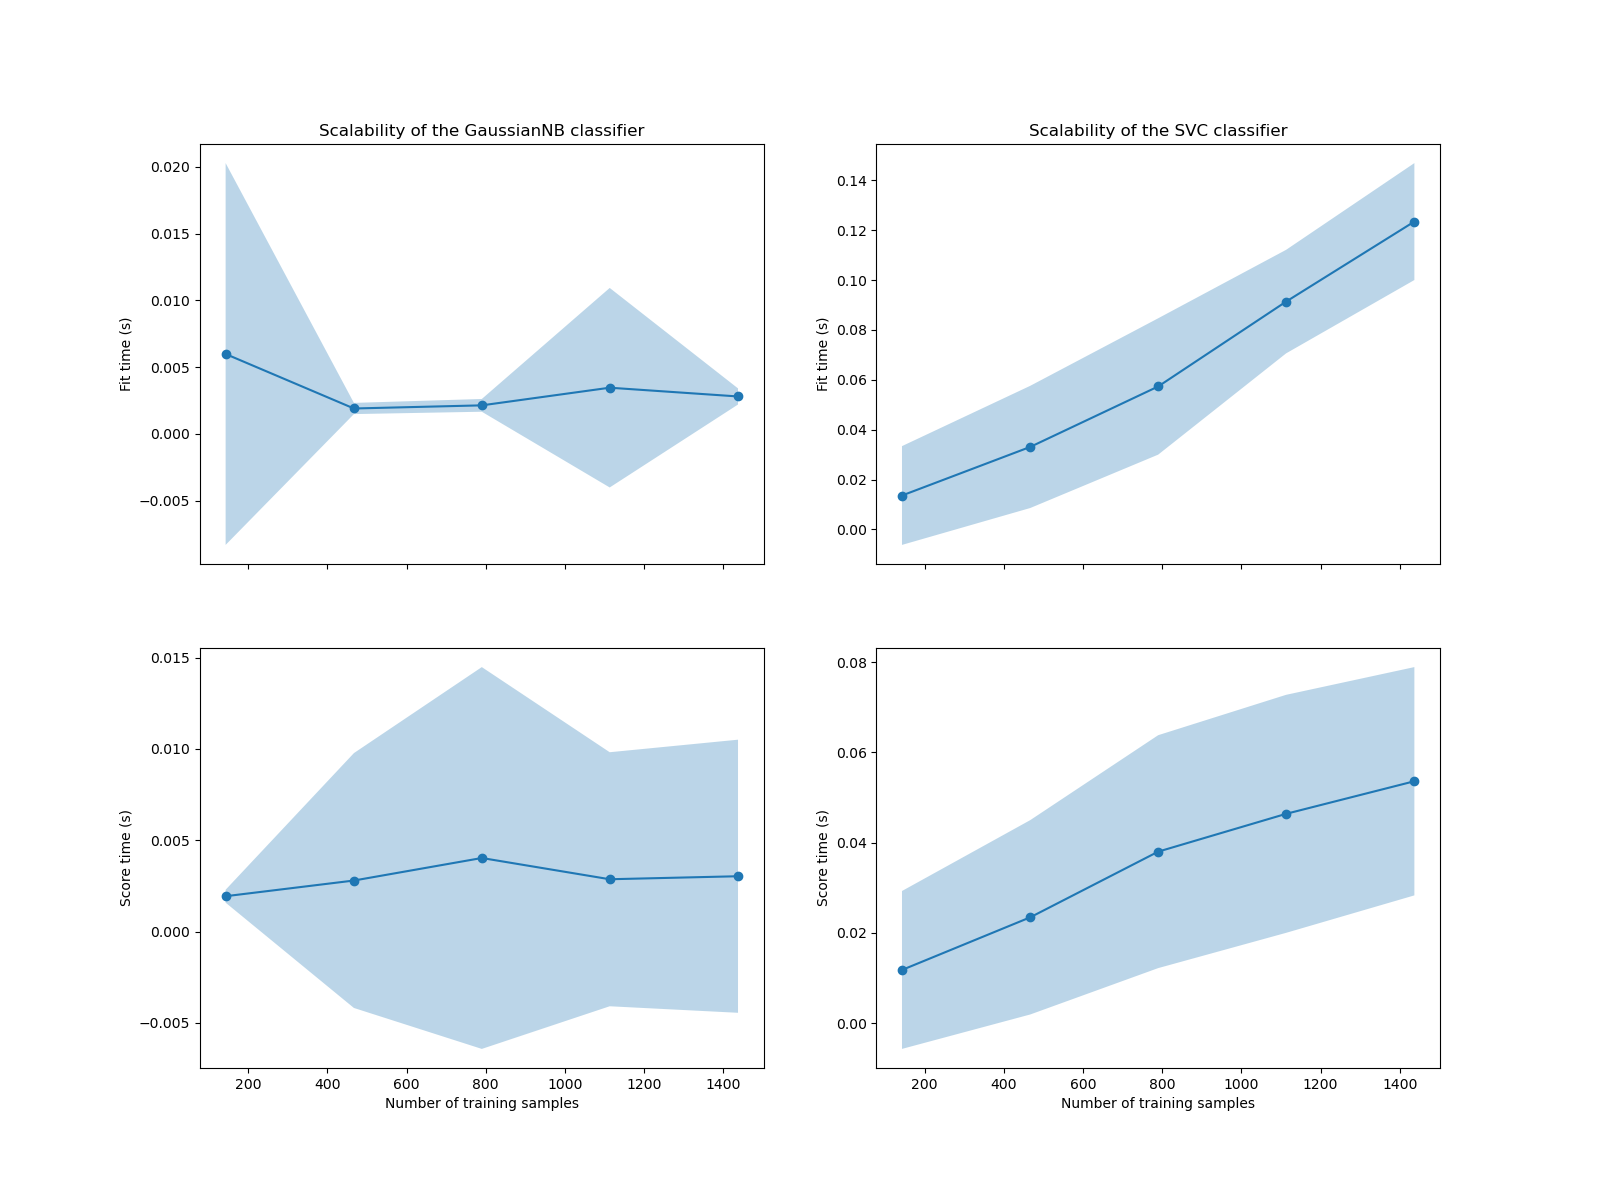 Scalability of the GaussianNB classifier
0.020
0.015
0.010
0.005
0.000
−0.005
Fit time (s)
Scalability of the SVC classifier
0.14
0.12
0.10
0.08
0.06
0.04
0.02
0.00
Fit time (s)
0.015
0.010
0.005
0.000
−0.005
Score time (s)
200 400 600 800 1000 1200 1400
Number of training samples
0.08
0.06
0.04
0.02
0.00
Score time (s)
200 400 600 800 1000 1200 1400
Number of training samples